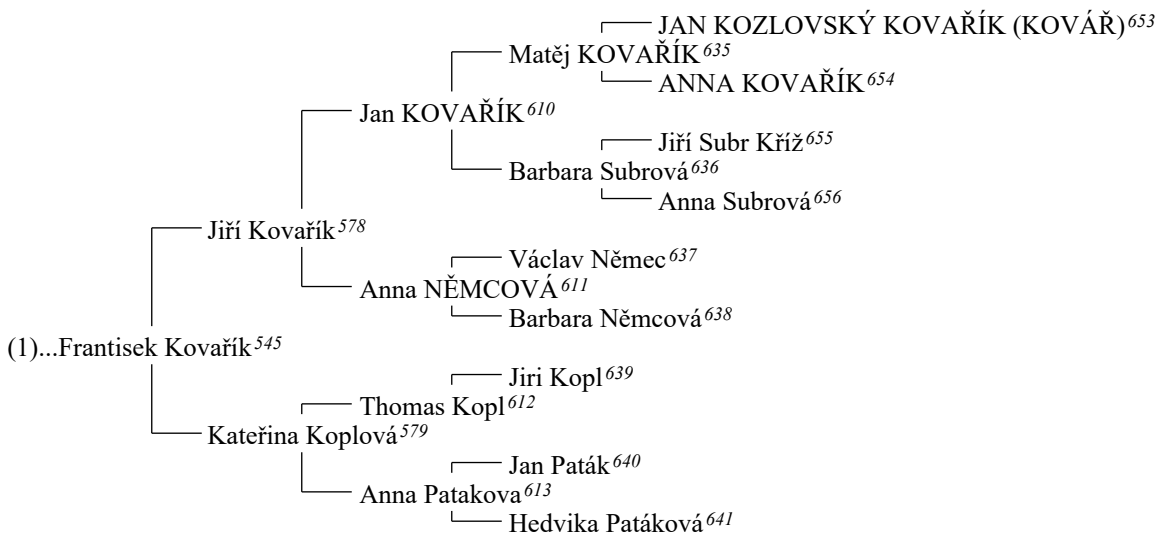 JAN KOZLOVSKÝ KOVAŘÍK (KOVÁŘ)653
Matěj KOVAŘÍK635
ANNA KOVAŘÍK654
Jan KOVAŘÍK610
Jiří Subr Kříž655
Barbara Subrová636
Anna Subrová656
Jiří Kovařík578
Václav Němec637
Anna NĚMCOVÁ611
Barbara Němcová638
(1)...Frantisek Kovařík545
Jiri Kopl639
Thomas Kopl612
Kateřina Koplová579
Jan Paták640
Anna Patakova613
Hedvika Patáková641